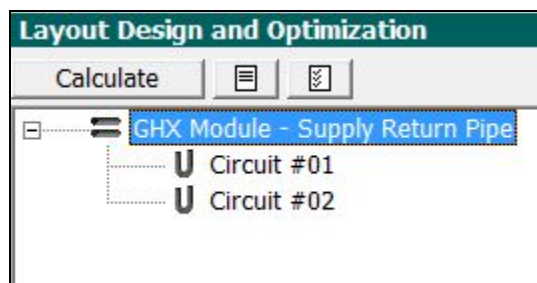 Layout Design and Optimization
Calculate
GHX Module - Supply Return Pipe
Circuit #01
Circuit #02